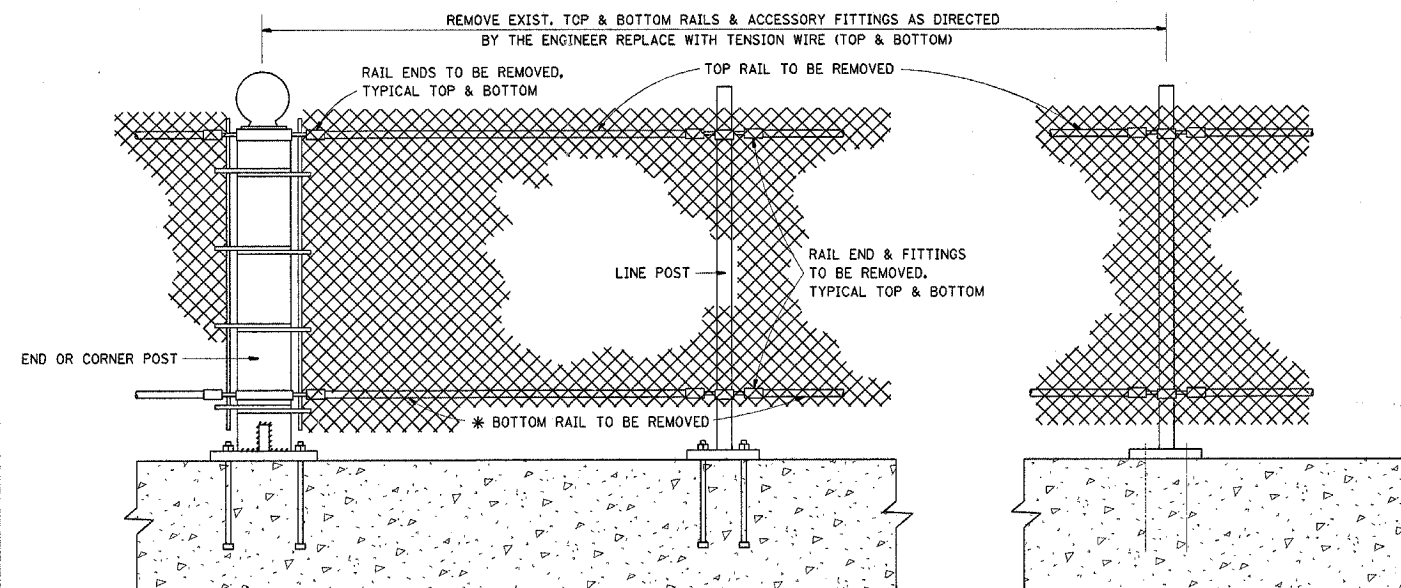 REMOVE EXIST. TOP & BOTTOM RAILS & ACCESSORY FITTINGS AS DIRECTED
BY THE ENGINEER REPLACE WITH TENSION WIRE (TOP & BOTTOM)
RAIL ENDS TO BE REMOVED,
TYPICAL TOP & BOTTOM
TOP RAIL TO BE REMOVED
LINE POST
RAIL END & FITTINGS
TO BE REMOVED.
TYPICAL TOP & BOTTOM
END OR CORNER POST
* BOTTOM RAIL TO BE REMOVED